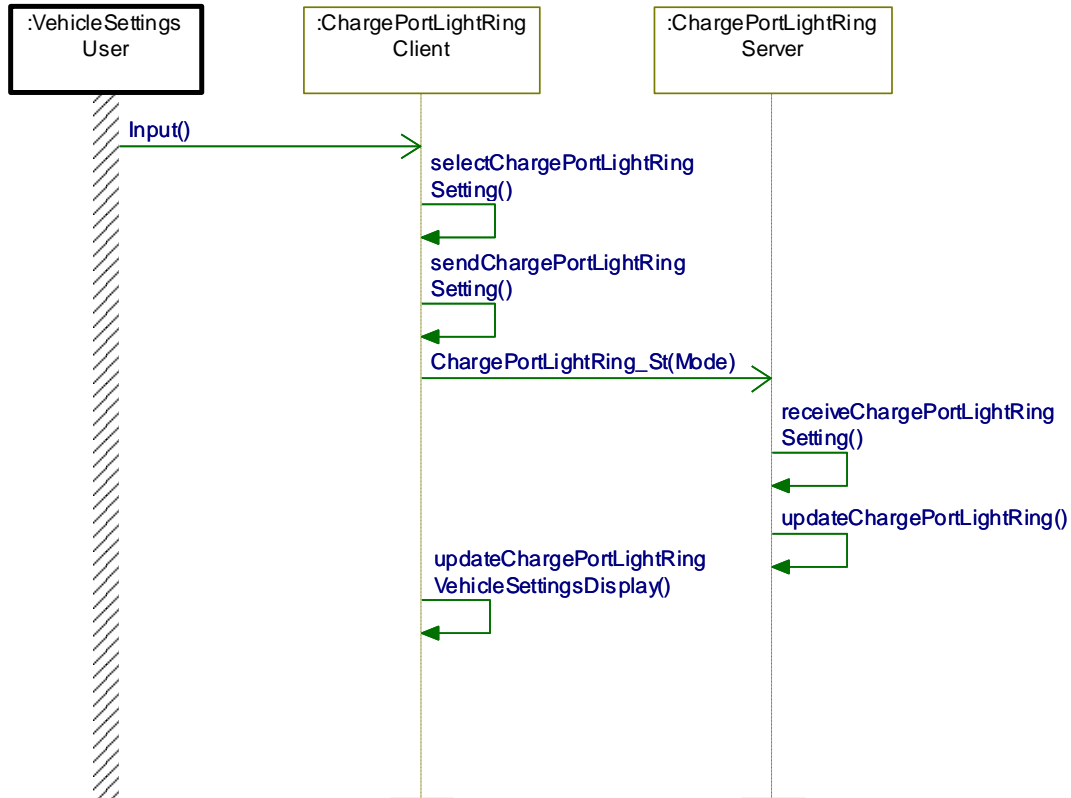 :VehicleSettings
User
:ChargePortLightRing
Client
:ChargePortLightRing
Server
Input()
selectChargePortLightRing
Setting()
sendChargePortLightRing
Setting()
ChargePortLightRing_St(Mode)
receiveChargePortLightRing
Setting()
updateChargePortLightRing()
updateChargePortLightRing
VehicleSettingsDisplay()